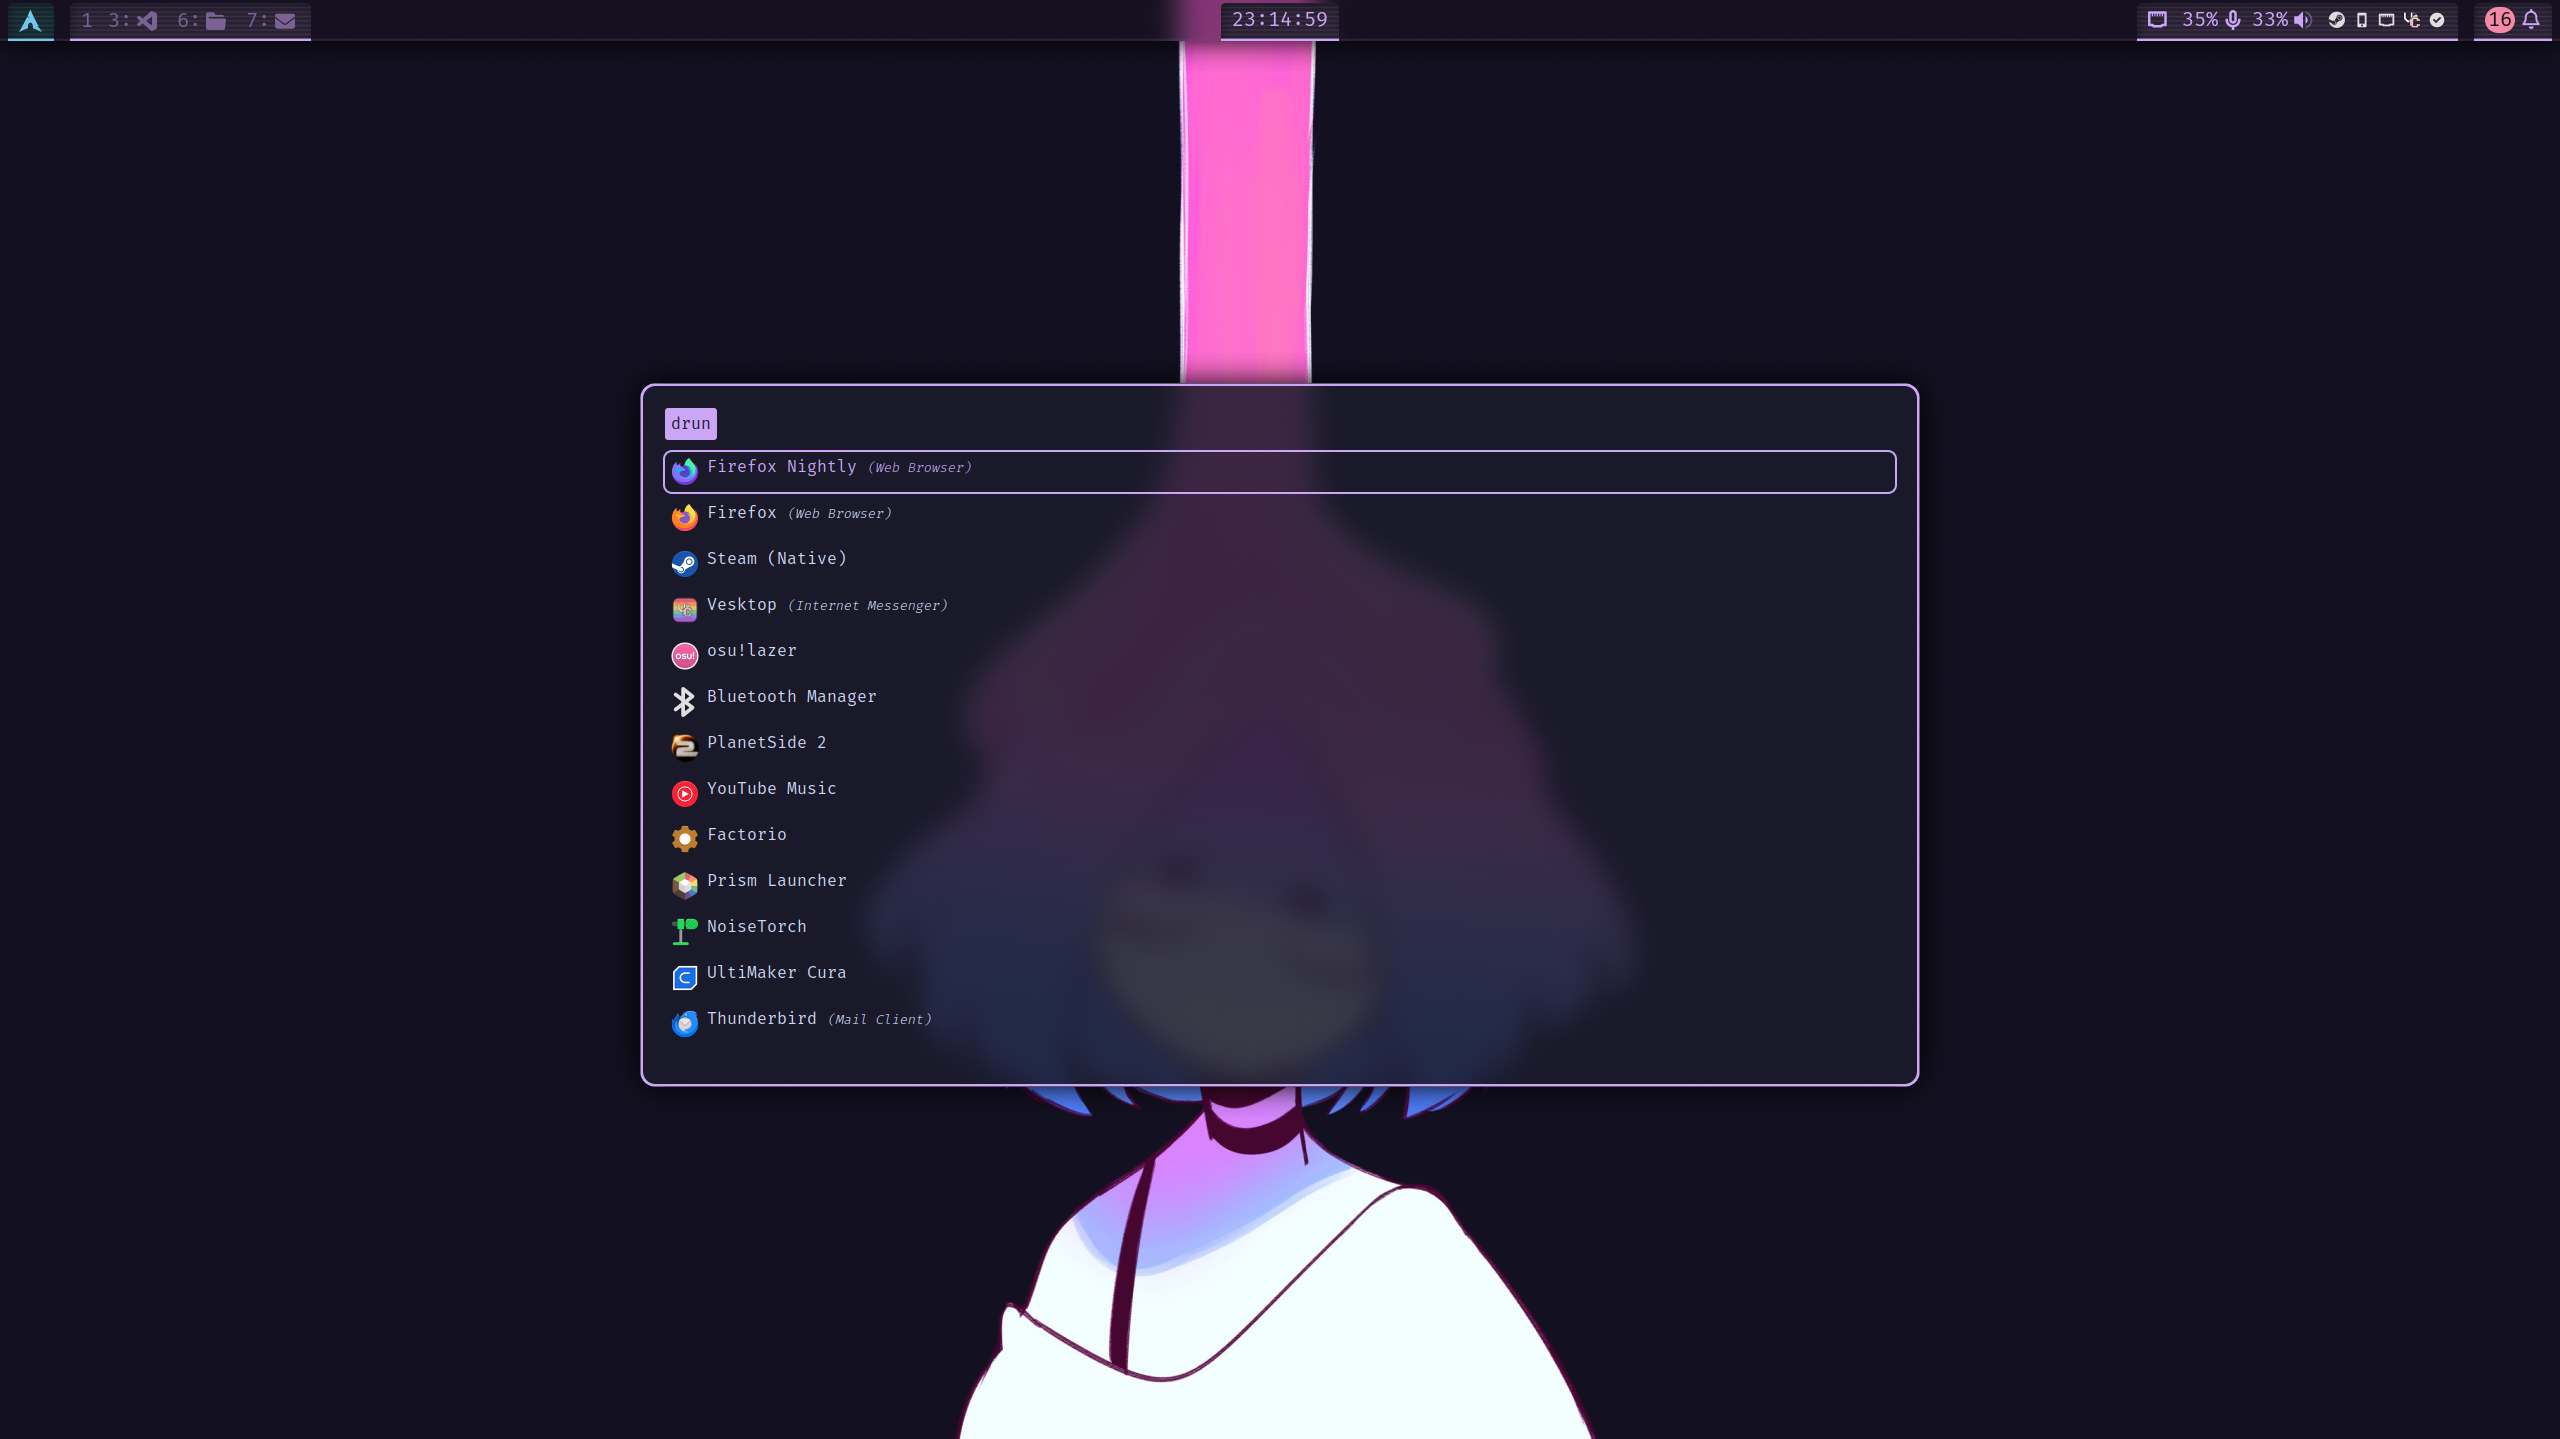 1 3: 6: 7:
23:14:59
35% 33%
16
drun
Firefox Nightly (Web Browser)
Firefox (Web Browser)
Steam (Native)
Vesktop (Internet Messenger)
osu!
osu!lazer
Bluetooth Manager
PlanetSide 2
YouTube Music
Factorio
Prism Launcher
NoiseTorch
UltiMaker Cura
Thunderbird (Mail Client)